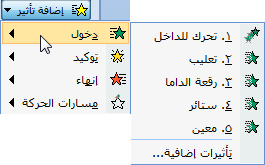 إضافة تأثير
دخول
توكيد
إنهاء
مسارات الحركة
١. تحرك للداخل
٢. تعليب
٣. رقعة الداما
٤. ستائر
٥. معين
تأثيرات إضافية...